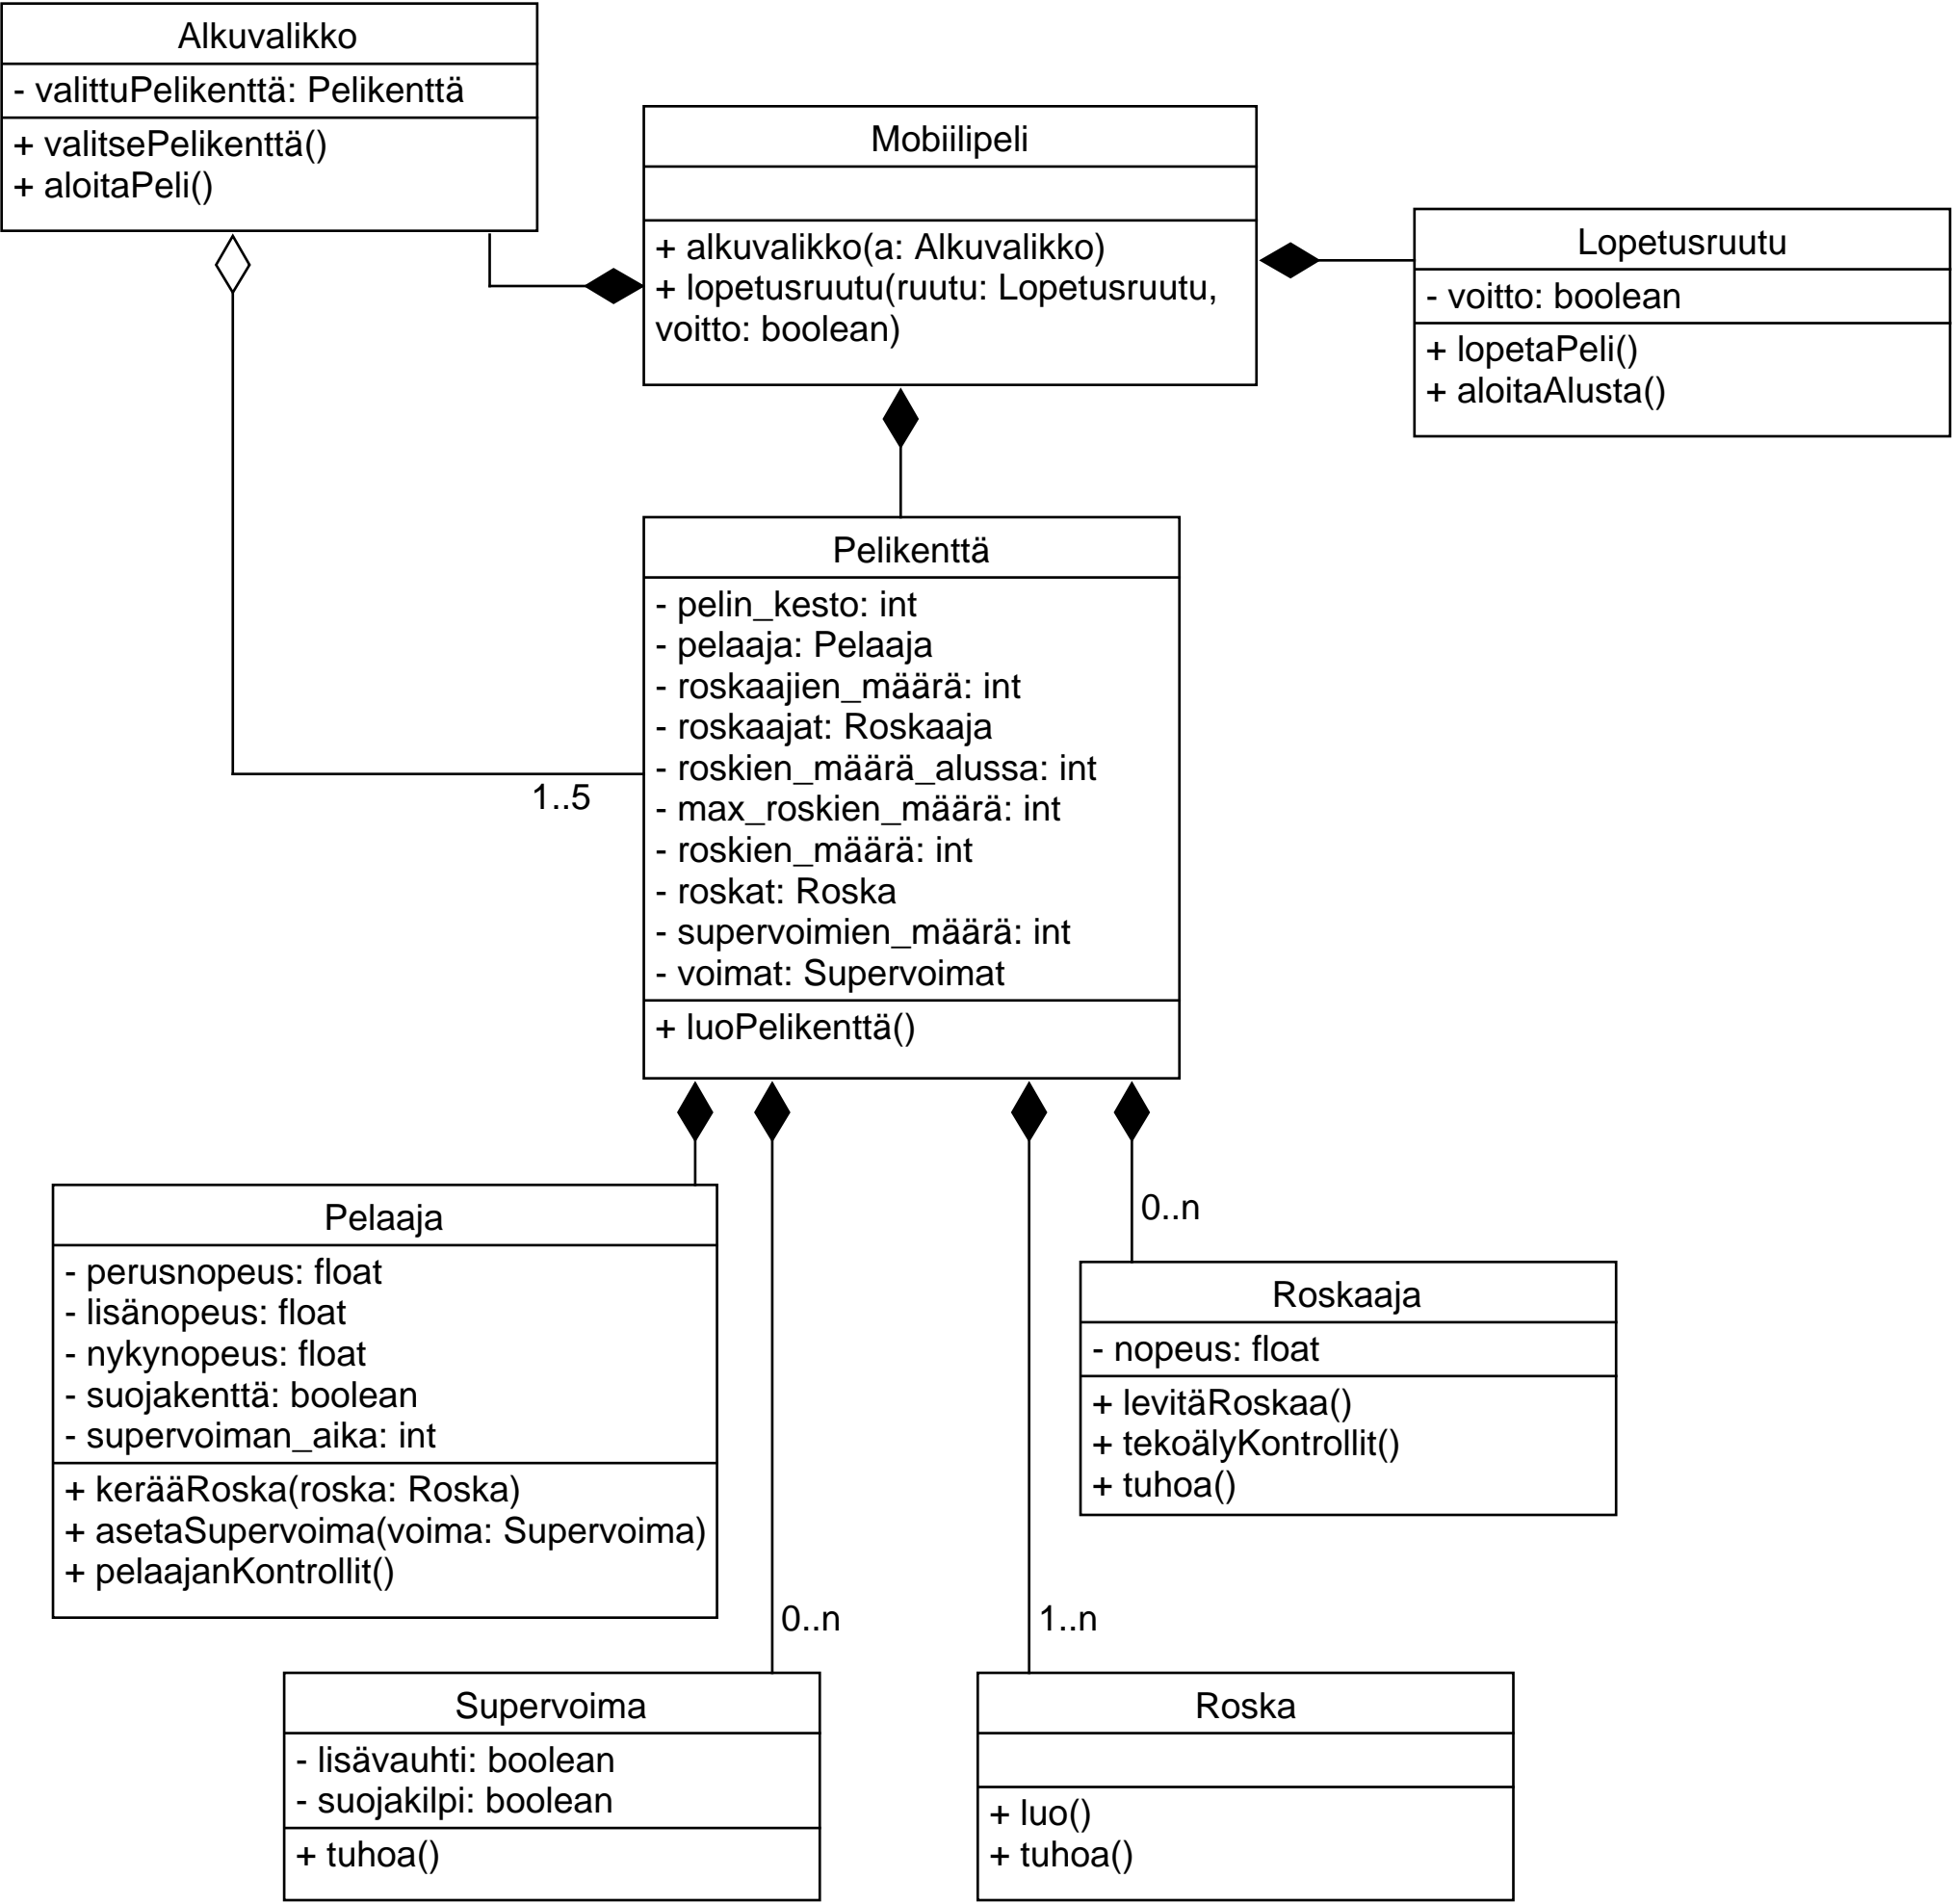 Alkuvalikko
- valittuPelikenttä: Pelikenttä
+ valitsePelikenttä()
+ aloitaPeli()
Mobiilipeli
+ alkuvalikko(a: Alkuvalikko)
+ lopetusruutu(ruutu: Lopetusruutu,
voitto: boolean)
Lopetusruutu
- voitto: boolean
+ lopetaPeli()
+ aloitaAlusta()
Pelikenttä
- pelin_kesto: int
- pelaaja: Pelaaja
- roskaajien_määrä: int
- roskaajat: Roskaaja
- roskien_määrä_alussa: int
- max_roskien_määrä: int
- roskien_määrä: int
- roskat: Roska
- supervoimien_määrä: int
- voimat: Supervoimat
+ luoPelikenttä()
1..5
Pelaaja
- perusnopeus: float
- lisänopeus: float
- nykynopeus: float
- suojakenttä: boolean
- supervoiman_aika: int
+ kerääRoska(roska: Roska)
+ asetaSupervoima(voima: Supervoima)
+ pelaajanKontrollit()
0..n
Roskaaja
- nopeus: float
+ levitäRoskaa()
+ tekoälyKontrollit()
+ tuhoa()
0..n
Supervoima
- lisävauhti: boolean
- suojakilpi: boolean
+ tuhoa()
1..n
Roska
+ luo()
+ tuhoa()